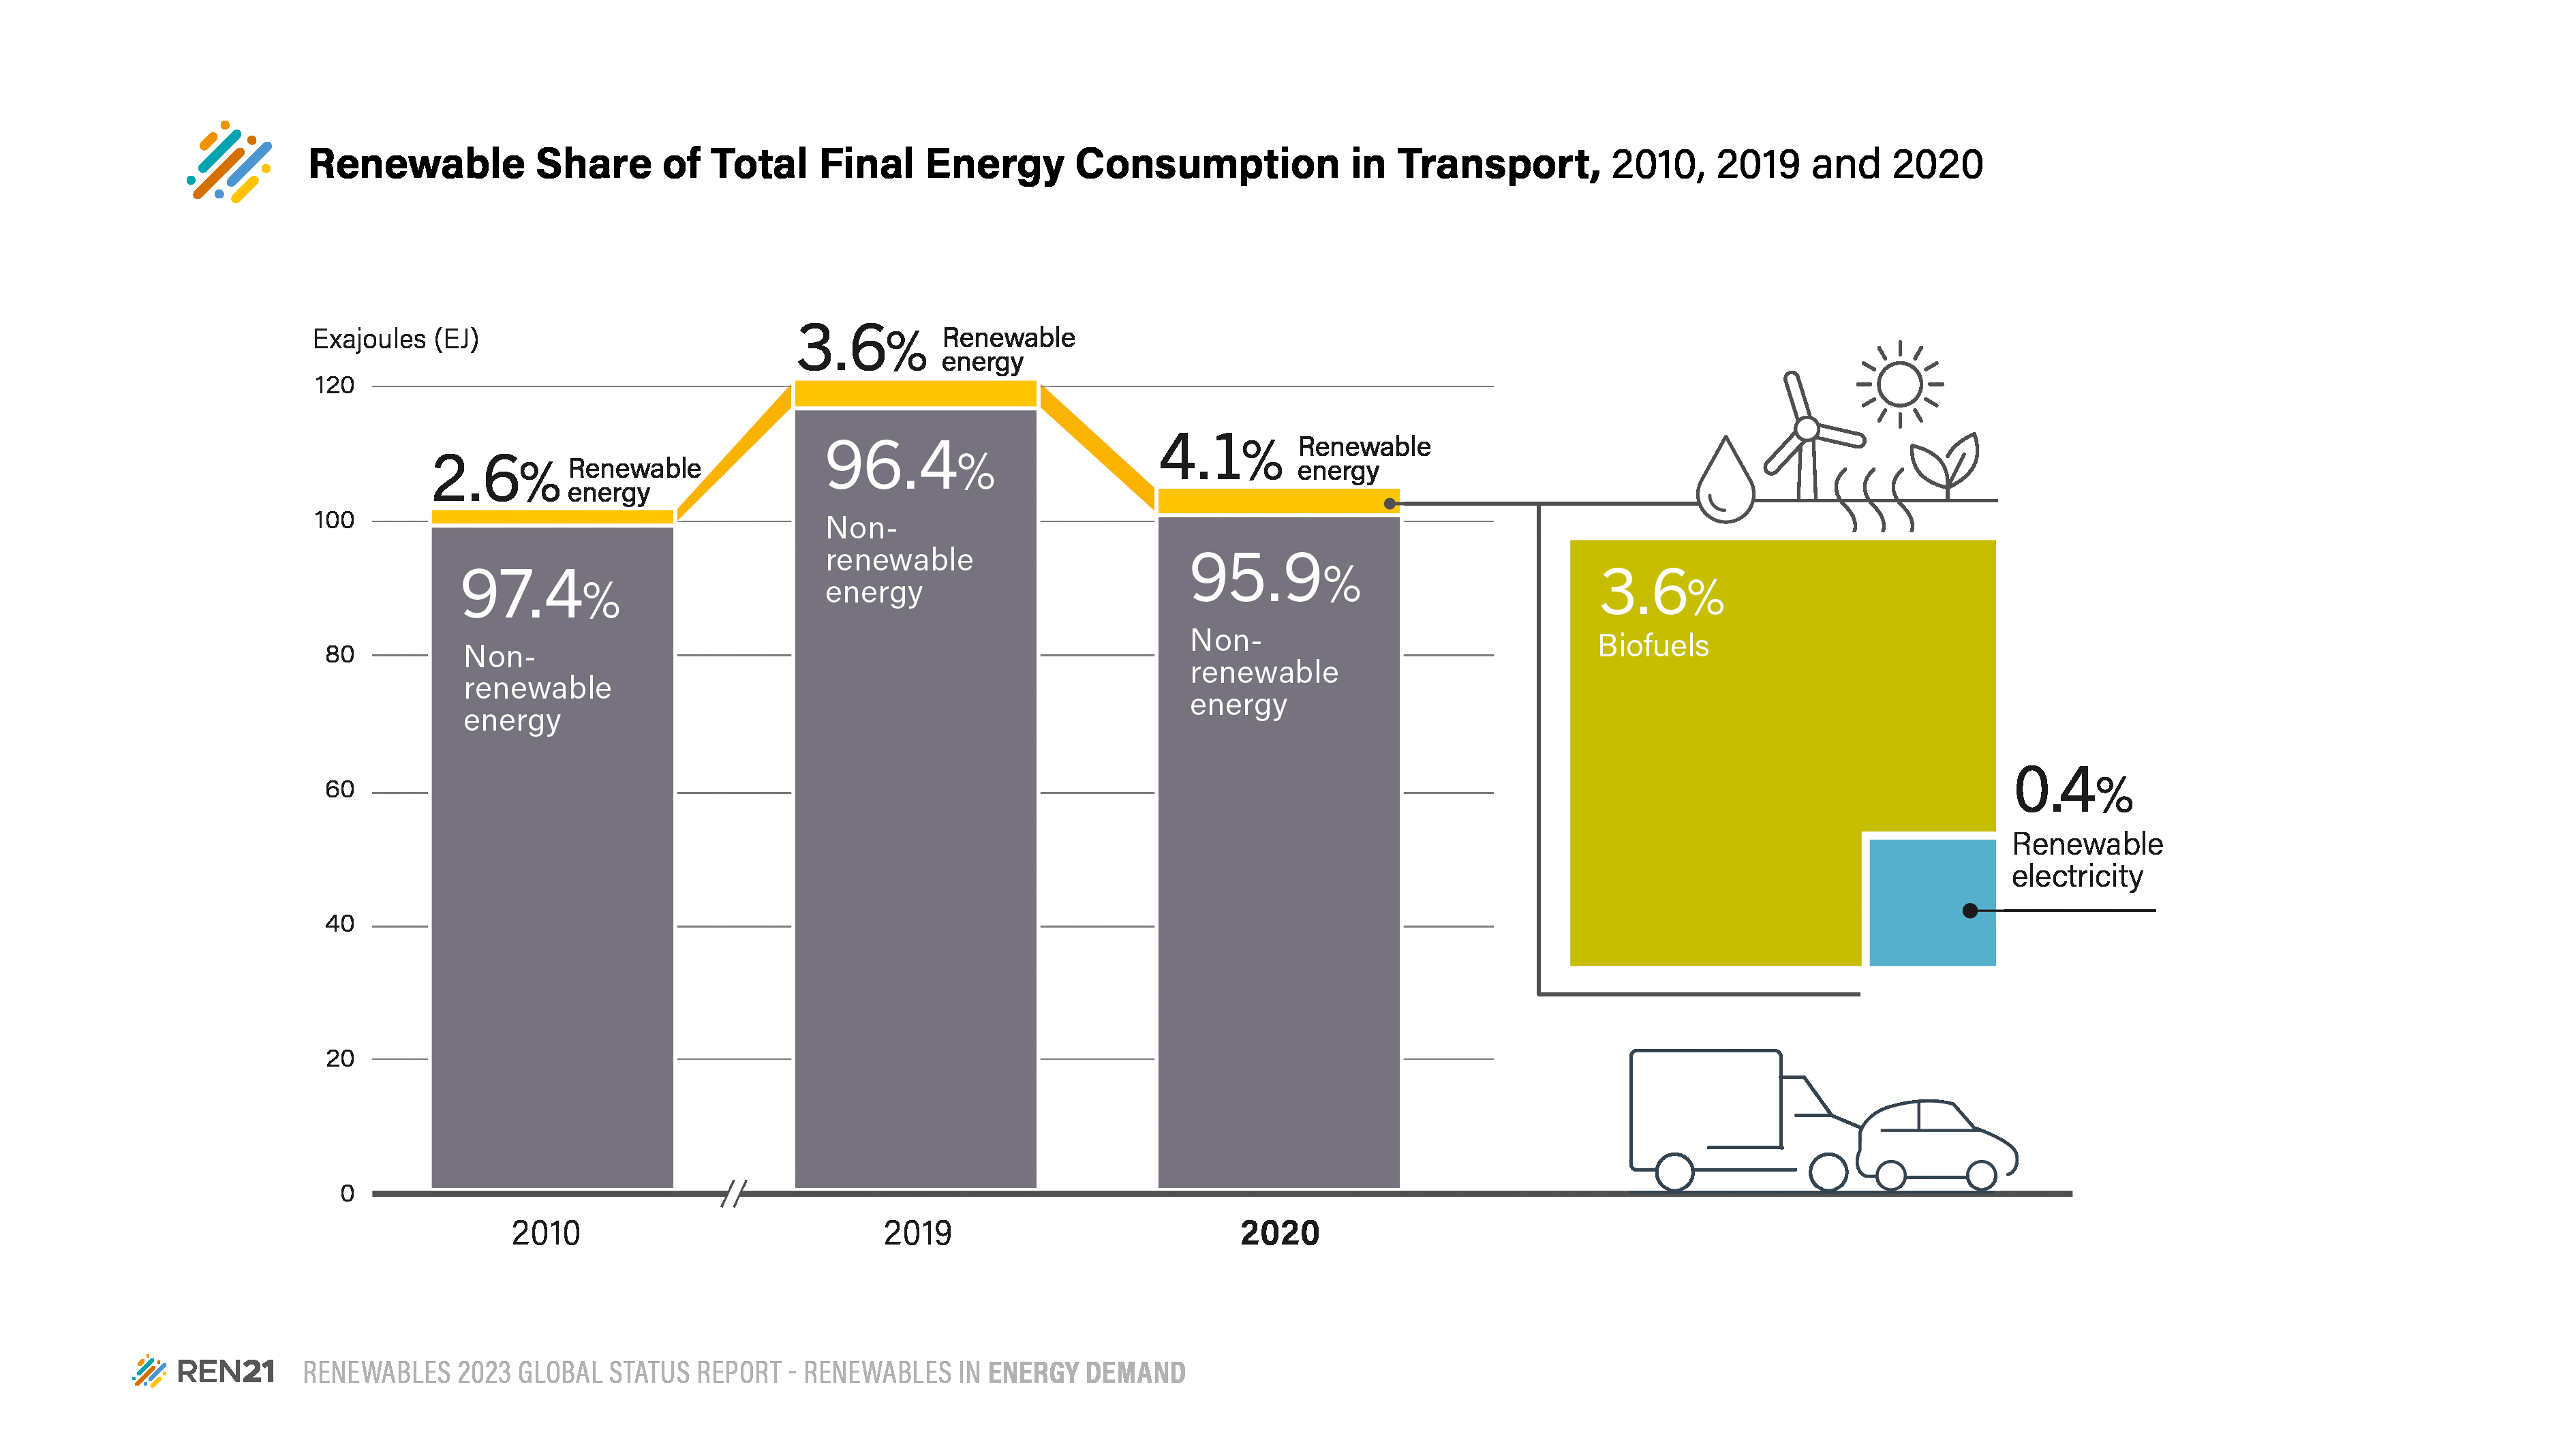 Renewable Share of Total Final Energy Consumption in Transport, 2010, 2019 and 2020
Exajoules (EJ)
120
100
80
60
40
20
0
2.6% Renewable
energy
97.4%
Non-
renewable
energy
2010
3.6% Renewable
energy
96.4%
Non-
renewable
energy
2019
4.1% Renewable
energy
95.9%
Non-
renewable
energy
2020
3.6%
Biofuels
0.4%
Renewable
electricity
REN21 RENEWABLES 2023 GLOBAL STATUS REPORT - RENEWABLES IN ENERGY DEMAND